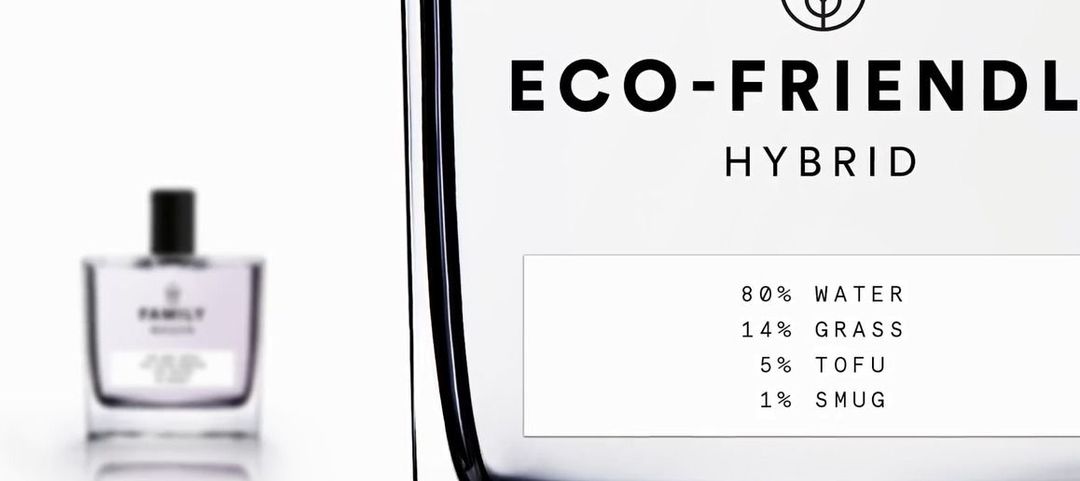 ECO-FRIENDL
HYBRID
80% WATER
14% GRASS
5% TOFU
1% SMUG
FAMILY